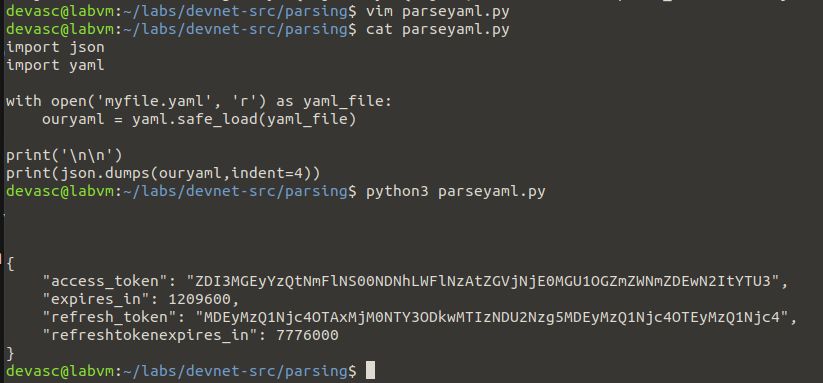 devasc@labvm:~/labs/devnet-src/parsing$ vim parseyaml.py
devasc@labvm:~/labs/devnet-src/parsing$ cat parseyaml.py
import json
import yaml
with open('myfile.yaml', 'r') as yaml_file:
    ouryaml = yaml.safe_load(yaml_file)
print('\n\n')
print(json.dumps(ouryaml,indent=4))
devasc@labvm:~/labs/devnet-src/parsing$ python3 parseyaml.py
{
    "access_token": "ZDI3MGEyYzQtNmFlNS00NDNhLWFlNzAtZGVjNjE0MGU1OGZmZWNmZDEwN2ItYTU3",
    "expires_in": 1209600,
    "refresh_token": "MDEyMzQ1Njc4OTAxMjM0NTY3ODkwMTIzNDU2Nzg5MDEyMzQ1Njc4OTEyMzQ1Njc4",
    "refreshtokenexpires_in": 7776000
}
devasc@labvm:~/labs/devnet-src/parsing$